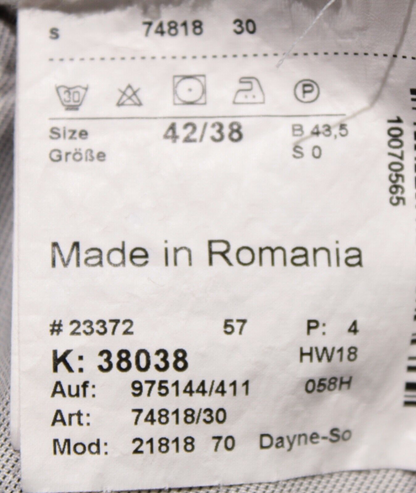 s 74818 30
30 P
Size 42/38 B 43,5
Größe S 0
10070565
Made in Romania
# 23372 57 P: 4
K: 38038 HW18
Auf: 975144/411 058H
Art: 74818/30
Mod: 21818 70 Dayne-So